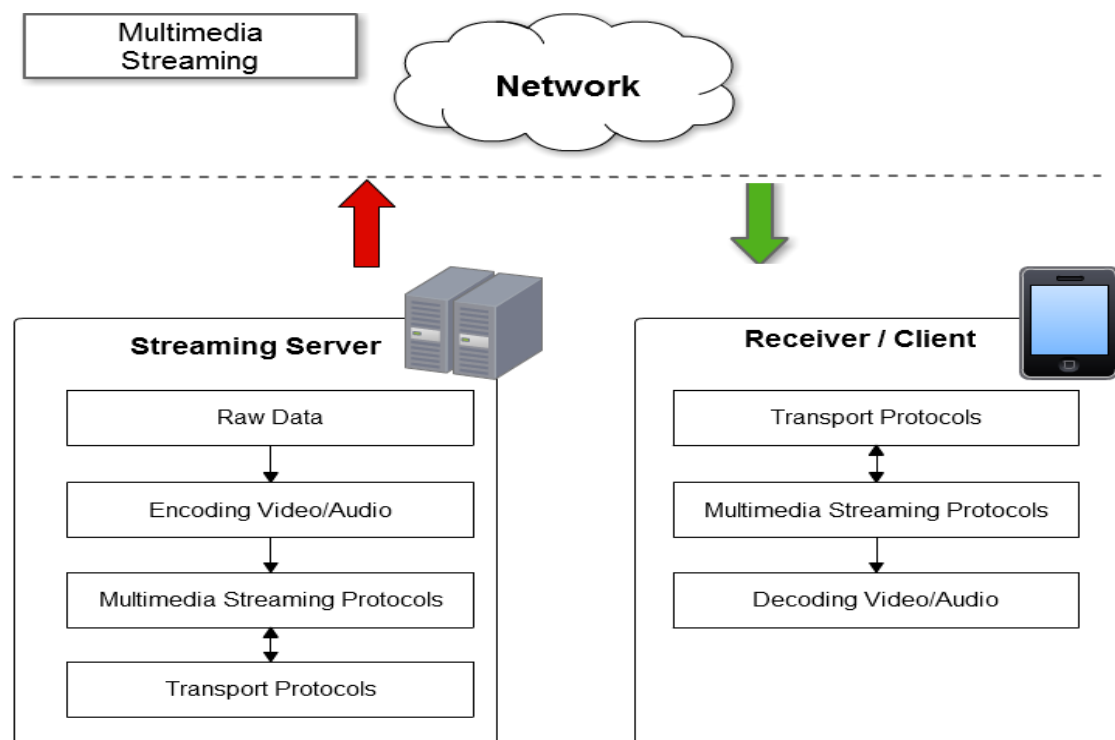 Multimedia
Streaming
Network
Streaming Server
Raw Data
Encoding Video/Audio
Multimedia Streaming Protocols
Transport Protocols
Receiver / Client
Transport Protocols
Multimedia Streaming Protocols
Decoding Video/Audio